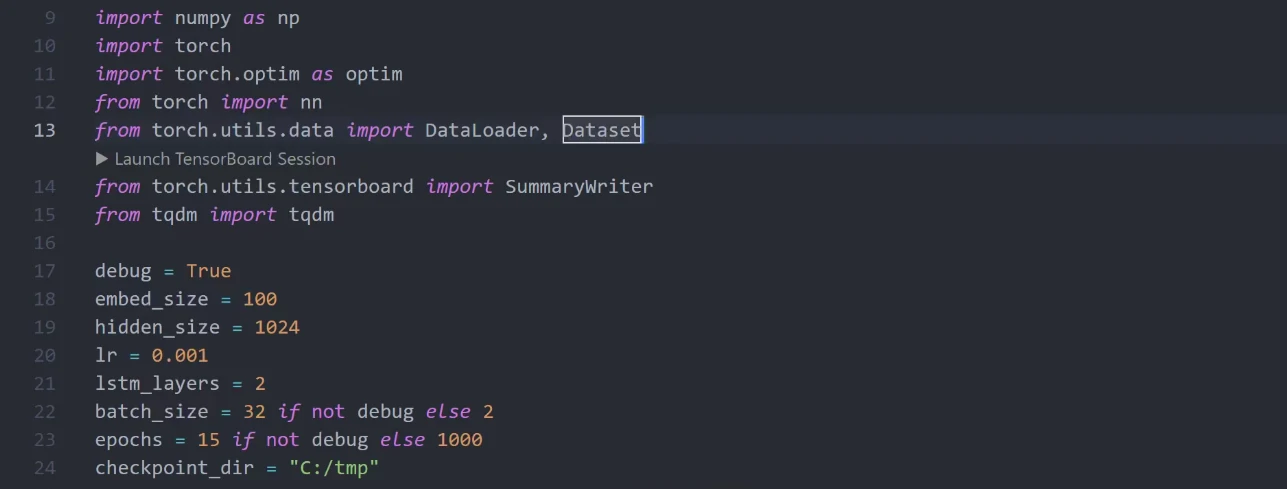 9 import numpy as np
10 import torch
11 import torch.optim as optim
12 from torch import nn
13 from torch.utils.data import DataLoader, Dataset
▶ Launch TensorBoard Session
14 from torch.utils.tensorboard import SummaryWriter
15 from tqdm import tqdm
16
17 debug = True
18 embed_size = 100
19 hidden_size = 1024
20 lr = 0.001
21 lstm_layers = 2
22 batch_size = 32 if not debug else 2
23 epochs = 15 if not debug else 1000
24 checkpoint_dir = "C:/tmp"